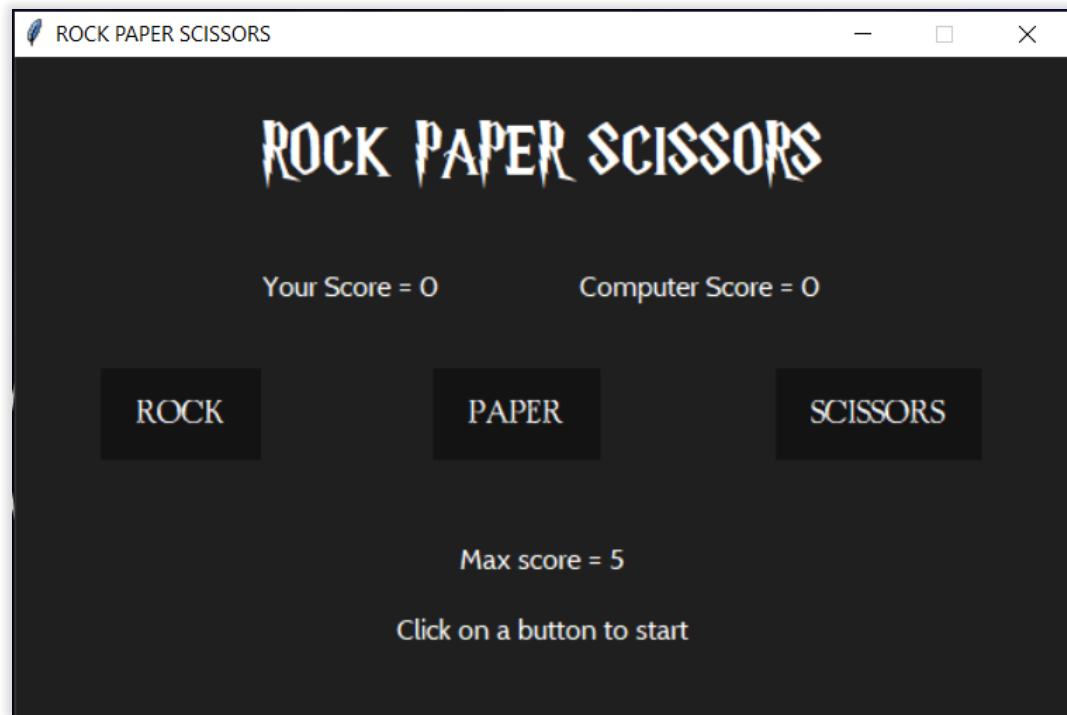 ROCK PAPER SCISSORS
ROCK PAPER SCISSORS
Your Score = 0 Computer Score = 0
ROCK PAPER SCISSORS
Max score = 5
Click on a button to start